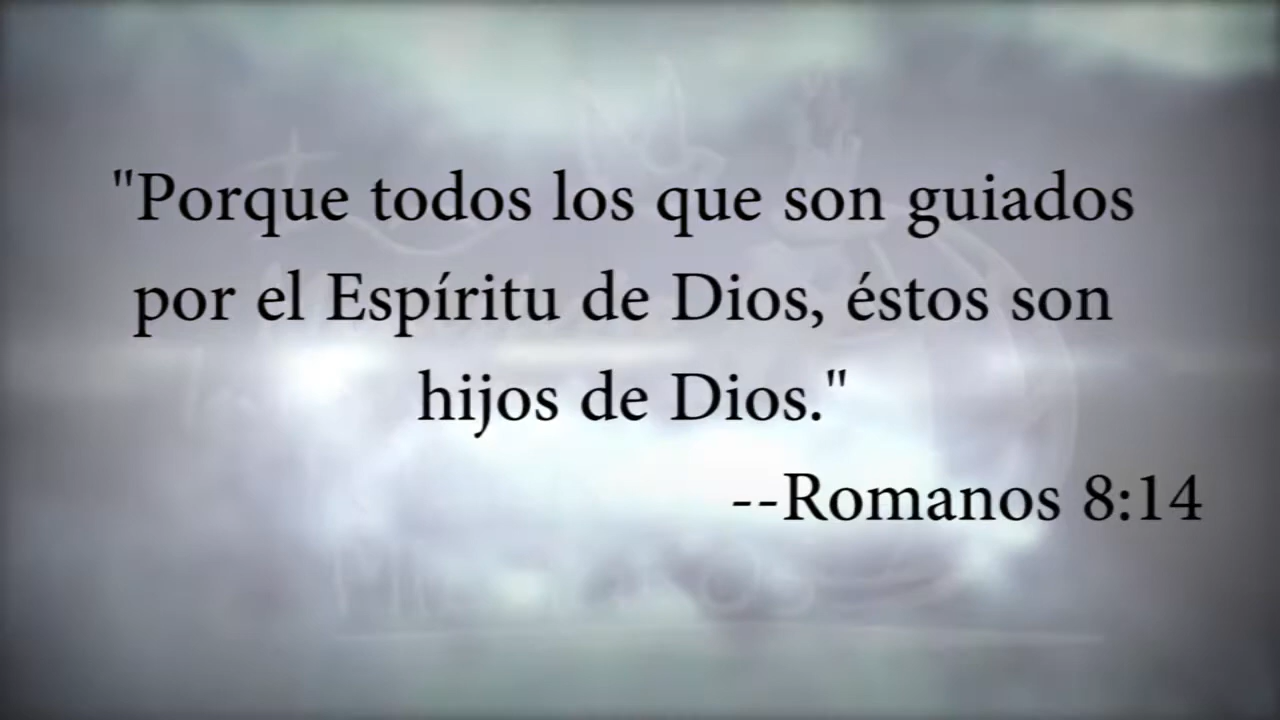 "Porque todos los que son guiados
por el Espíritu de Dios, éstos son
hijos de Dios."
--Romanos 8:14